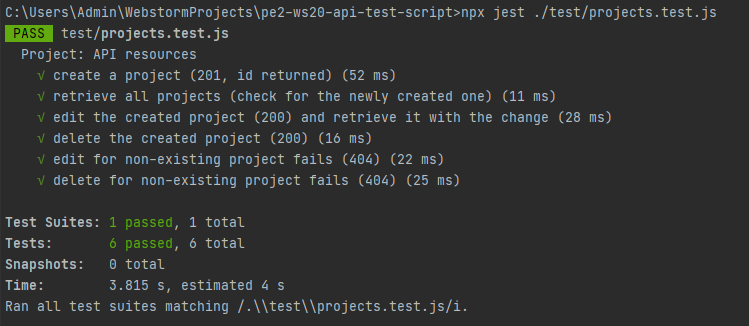 C:\Users\Admin\WebstormProjects\pe2-ws20-api-test-script>npx jest ./test/projects.test.js
PASS test/projects.test.js
Project: API resources
√ create a project (201, id returned) (52 ms)
√ retrieve all projects (check for the newly created one) (11 ms)
√ edit the created project (200) and retrieve it with the change (28 ms)
√ delete the created project (200) (16 ms)
√ edit for non-existing project fails (404) (22 ms)
√ delete for non-existing project fails (404) (25 ms)
Test Suites: 1 passed, 1 total
Tests: 6 passed, 6 total
Snapshots: 0 total
Time: 3.815 s, estimated 4 s
Ran all test suites matching /.\\test\\projects.test.js/i.